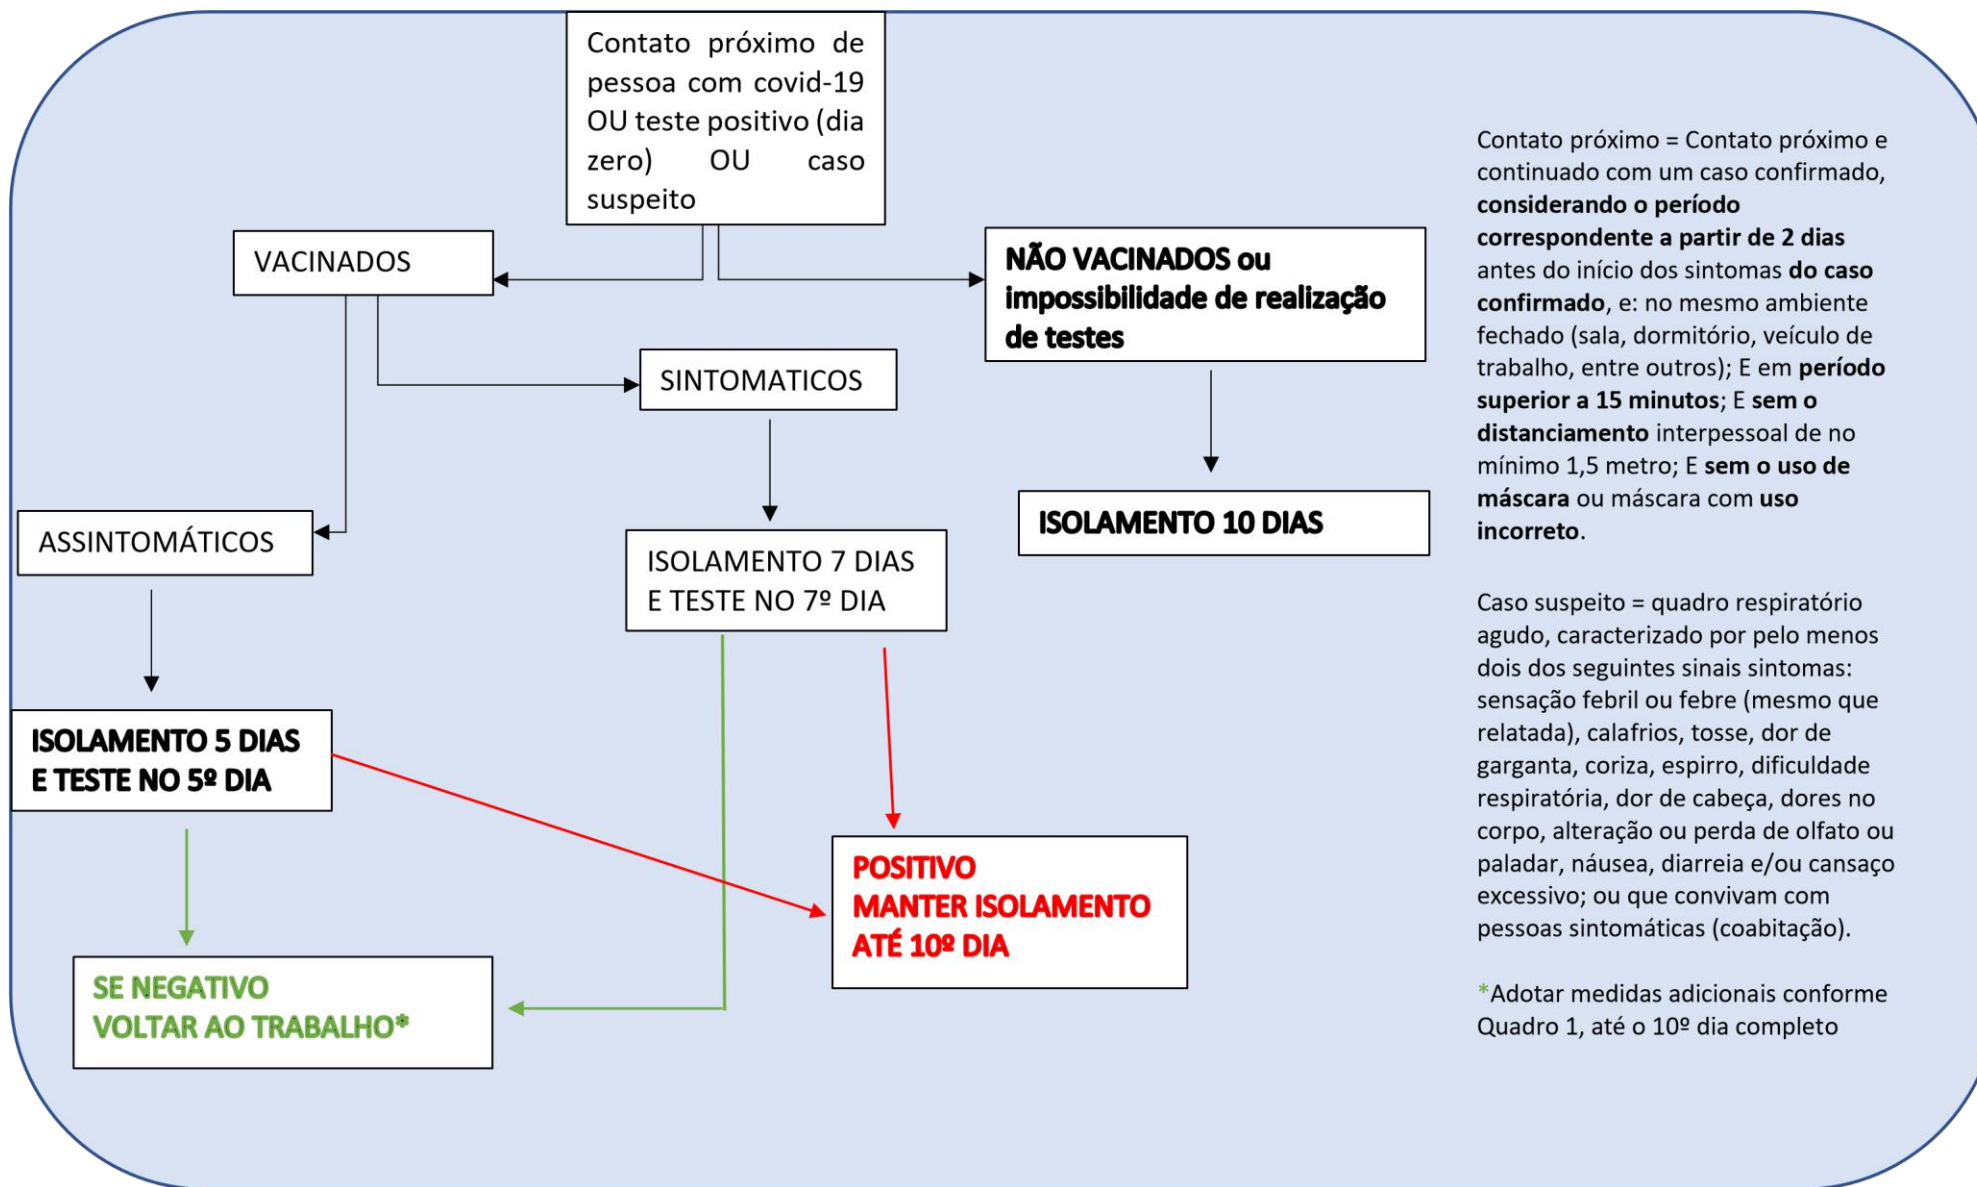 Contato próximo de
pessoa com covid-19
OU teste positivo (dia
zero) OU caso
suspeito
VACINADOS
NÃO VACINADOS ou
impossibilidade de realização
de testes
SINTOMATICOS
ISOLAMENTO 10 DIAS
ASSINTOMÁTICOS
ISOLAMENTO 7 DIAS
E TESTE NO 7º DIA
ISOLAMENTO 5 DIAS
E TESTE NO 5º DIA
POSITIVO
MANTER ISOLAMENTO
ATÉ 10º DIA
SE NEGATIVO
VOLTAR AO TRABALHO*
Contato próximo = Contato próximo e
continuado com um caso confirmado,
considerando o período
correspondente a partir de 2 dias
antes do início dos sintomas do caso
confirmado, e: no mesmo ambiente
fechado (sala, dormitório, veículo de
trabalho, entre outros); E em período
superior a 15 minutos; E sem o
distanciamento interpessoal de no
mínimo 1,5 metro; E sem o uso de
máscara ou máscara com uso
incorreto.
Caso suspeito = quadro respiratório
agudo, caracterizado por pelo menos
dois dos seguintes sinais sintomas:
sensação febril ou febre (mesmo que
relatada), calafrios, tosse, dor de
garganta, coriza, espirro, dificuldade
respiratória, dor de cabeça, dores no
corpo, alteração ou perda de olfato ou
paladar, náusea, diarreia e/ou cansaço
excessivo; ou que convivam com
pessoas sintomáticas (coabitação).
*Adotar medidas adicionais conforme
Quadro 1, até o 10º dia completo